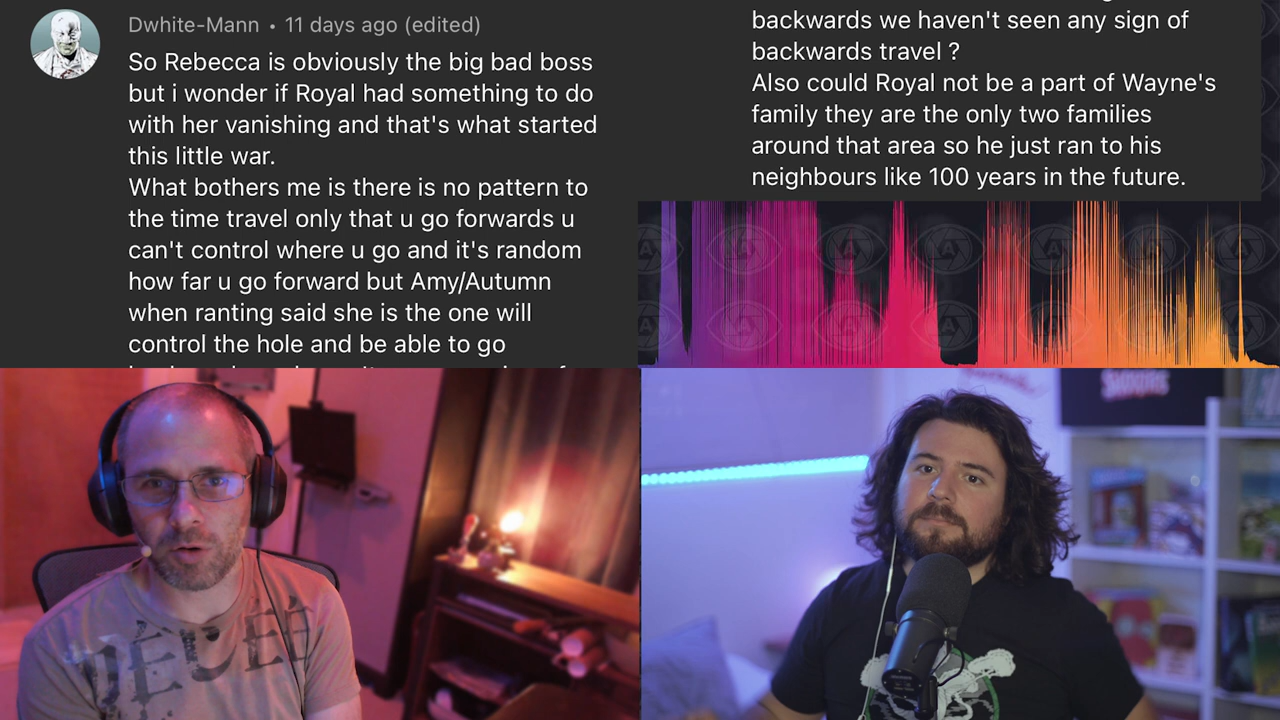 Dwhite-Mann • 11 days ago (edited)
So Rebecca is obviously the big bad boss
but i wonder if Royal had something to do
with her vanishing and that's what started
this little war.
What bothers me is there is no pattern to
the time travel only that u go forwards u
can't control where u go and it's random
how far u go forward but Amy/Autumn
when ranting said she is the one will
control the hole and be able to go
backwards we haven't seen any sign of
backwards travel ?
Also could Royal not be a part of Wayne's
family they are the only two families
around that area so he just ran to his
neighbours like 100 years in the future.